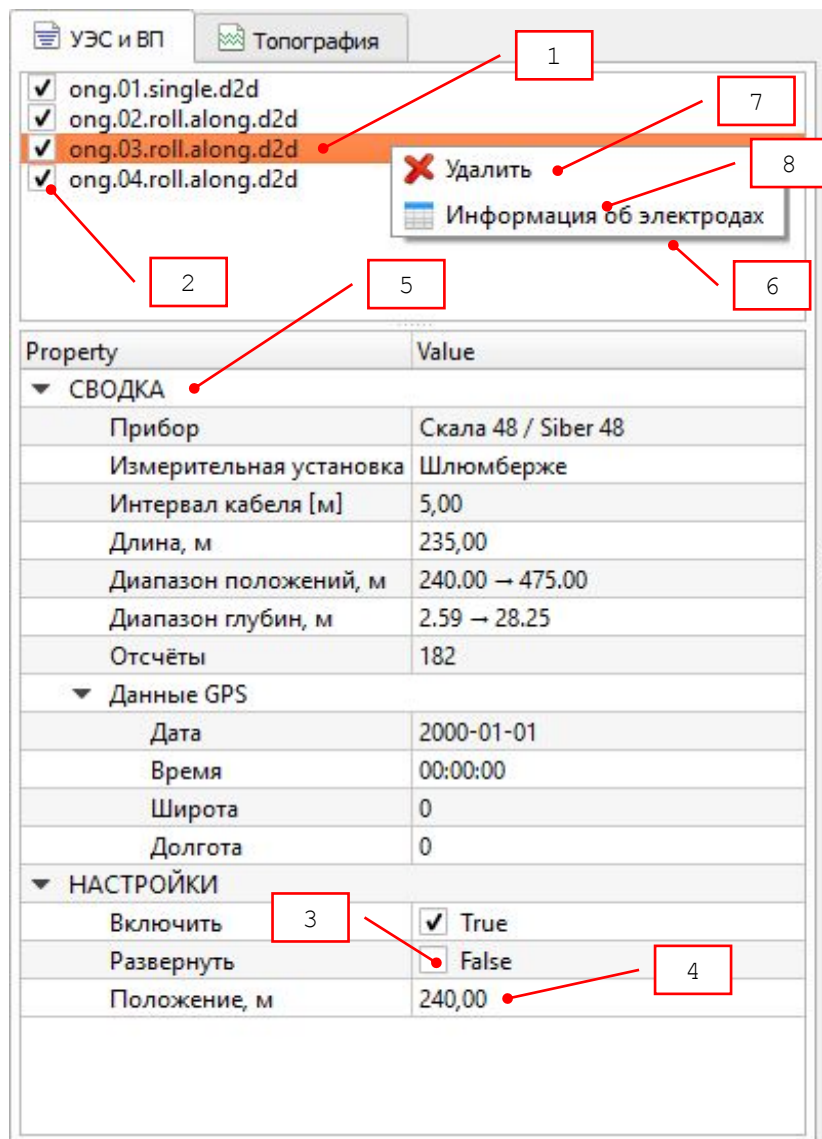 УЭС и ВП Топография
1
ong.01.single.d2d
7
ong.02.roll.along.d2d
ong.03.roll.along.d2d
Удалить
8
ong.04.roll.along.d2d
Информация об электродах
2
5
6
Property Value
СВОДКА
Прибор Скала 48 / Siber 48
Измерительная установка Шлюмберже
Интервал кабеля [м] 5,00
Длина, м 235,00
Диапазон положений, м 240.00 → 475.00
Диапазон глубин, м 2.59 → 28.25
Отсчёты 182
Данные GPS
Дата 2000-01-01
Время 00:00:00
Широта 0
Долгота 0
НАСТРОЙКИ
Включить 3 True
Развернуть False
4
Положение, м 240,00